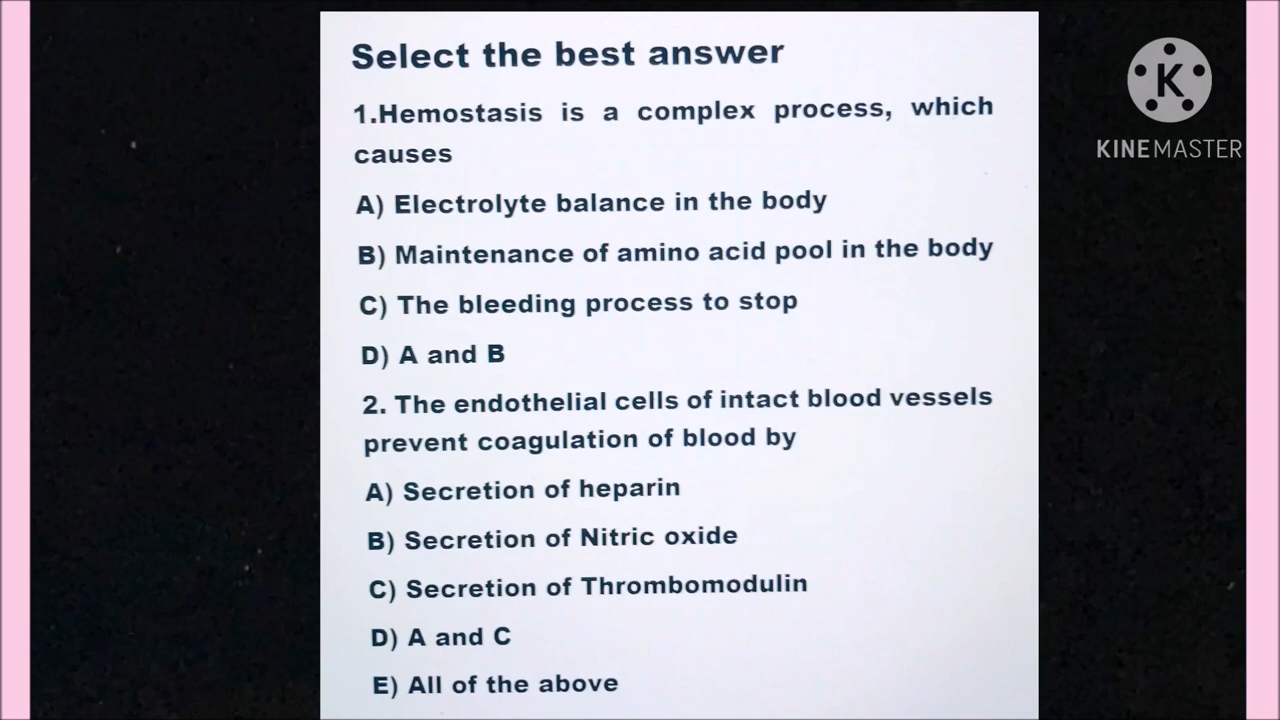 Select the best answer
1.Hemostasis is a complex process, which
causes
A) Electrolyte balance in the body
B) Maintenance of amino acid pool in the body
C) The bleeding process to stop
D) A and B
2. The endothelial cells of intact blood vessels
prevent coagulation of blood by
A) Secretion of heparin
B) Secretion of Nitric oxide
C) Secretion of Thrombomodulin
D) A and C
E) All of the above
K
KINEMASTER